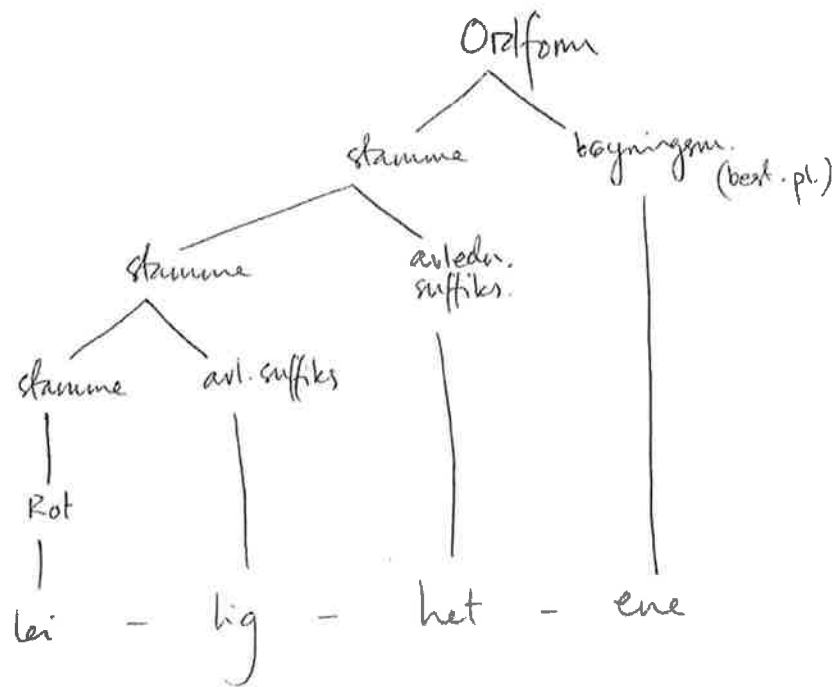 Ordform
stamme bøyningsm.
(best. pl.)
stamme avledn.
suffiks.
stamme avl. suffiks
Rot
lei - lig - het - ene